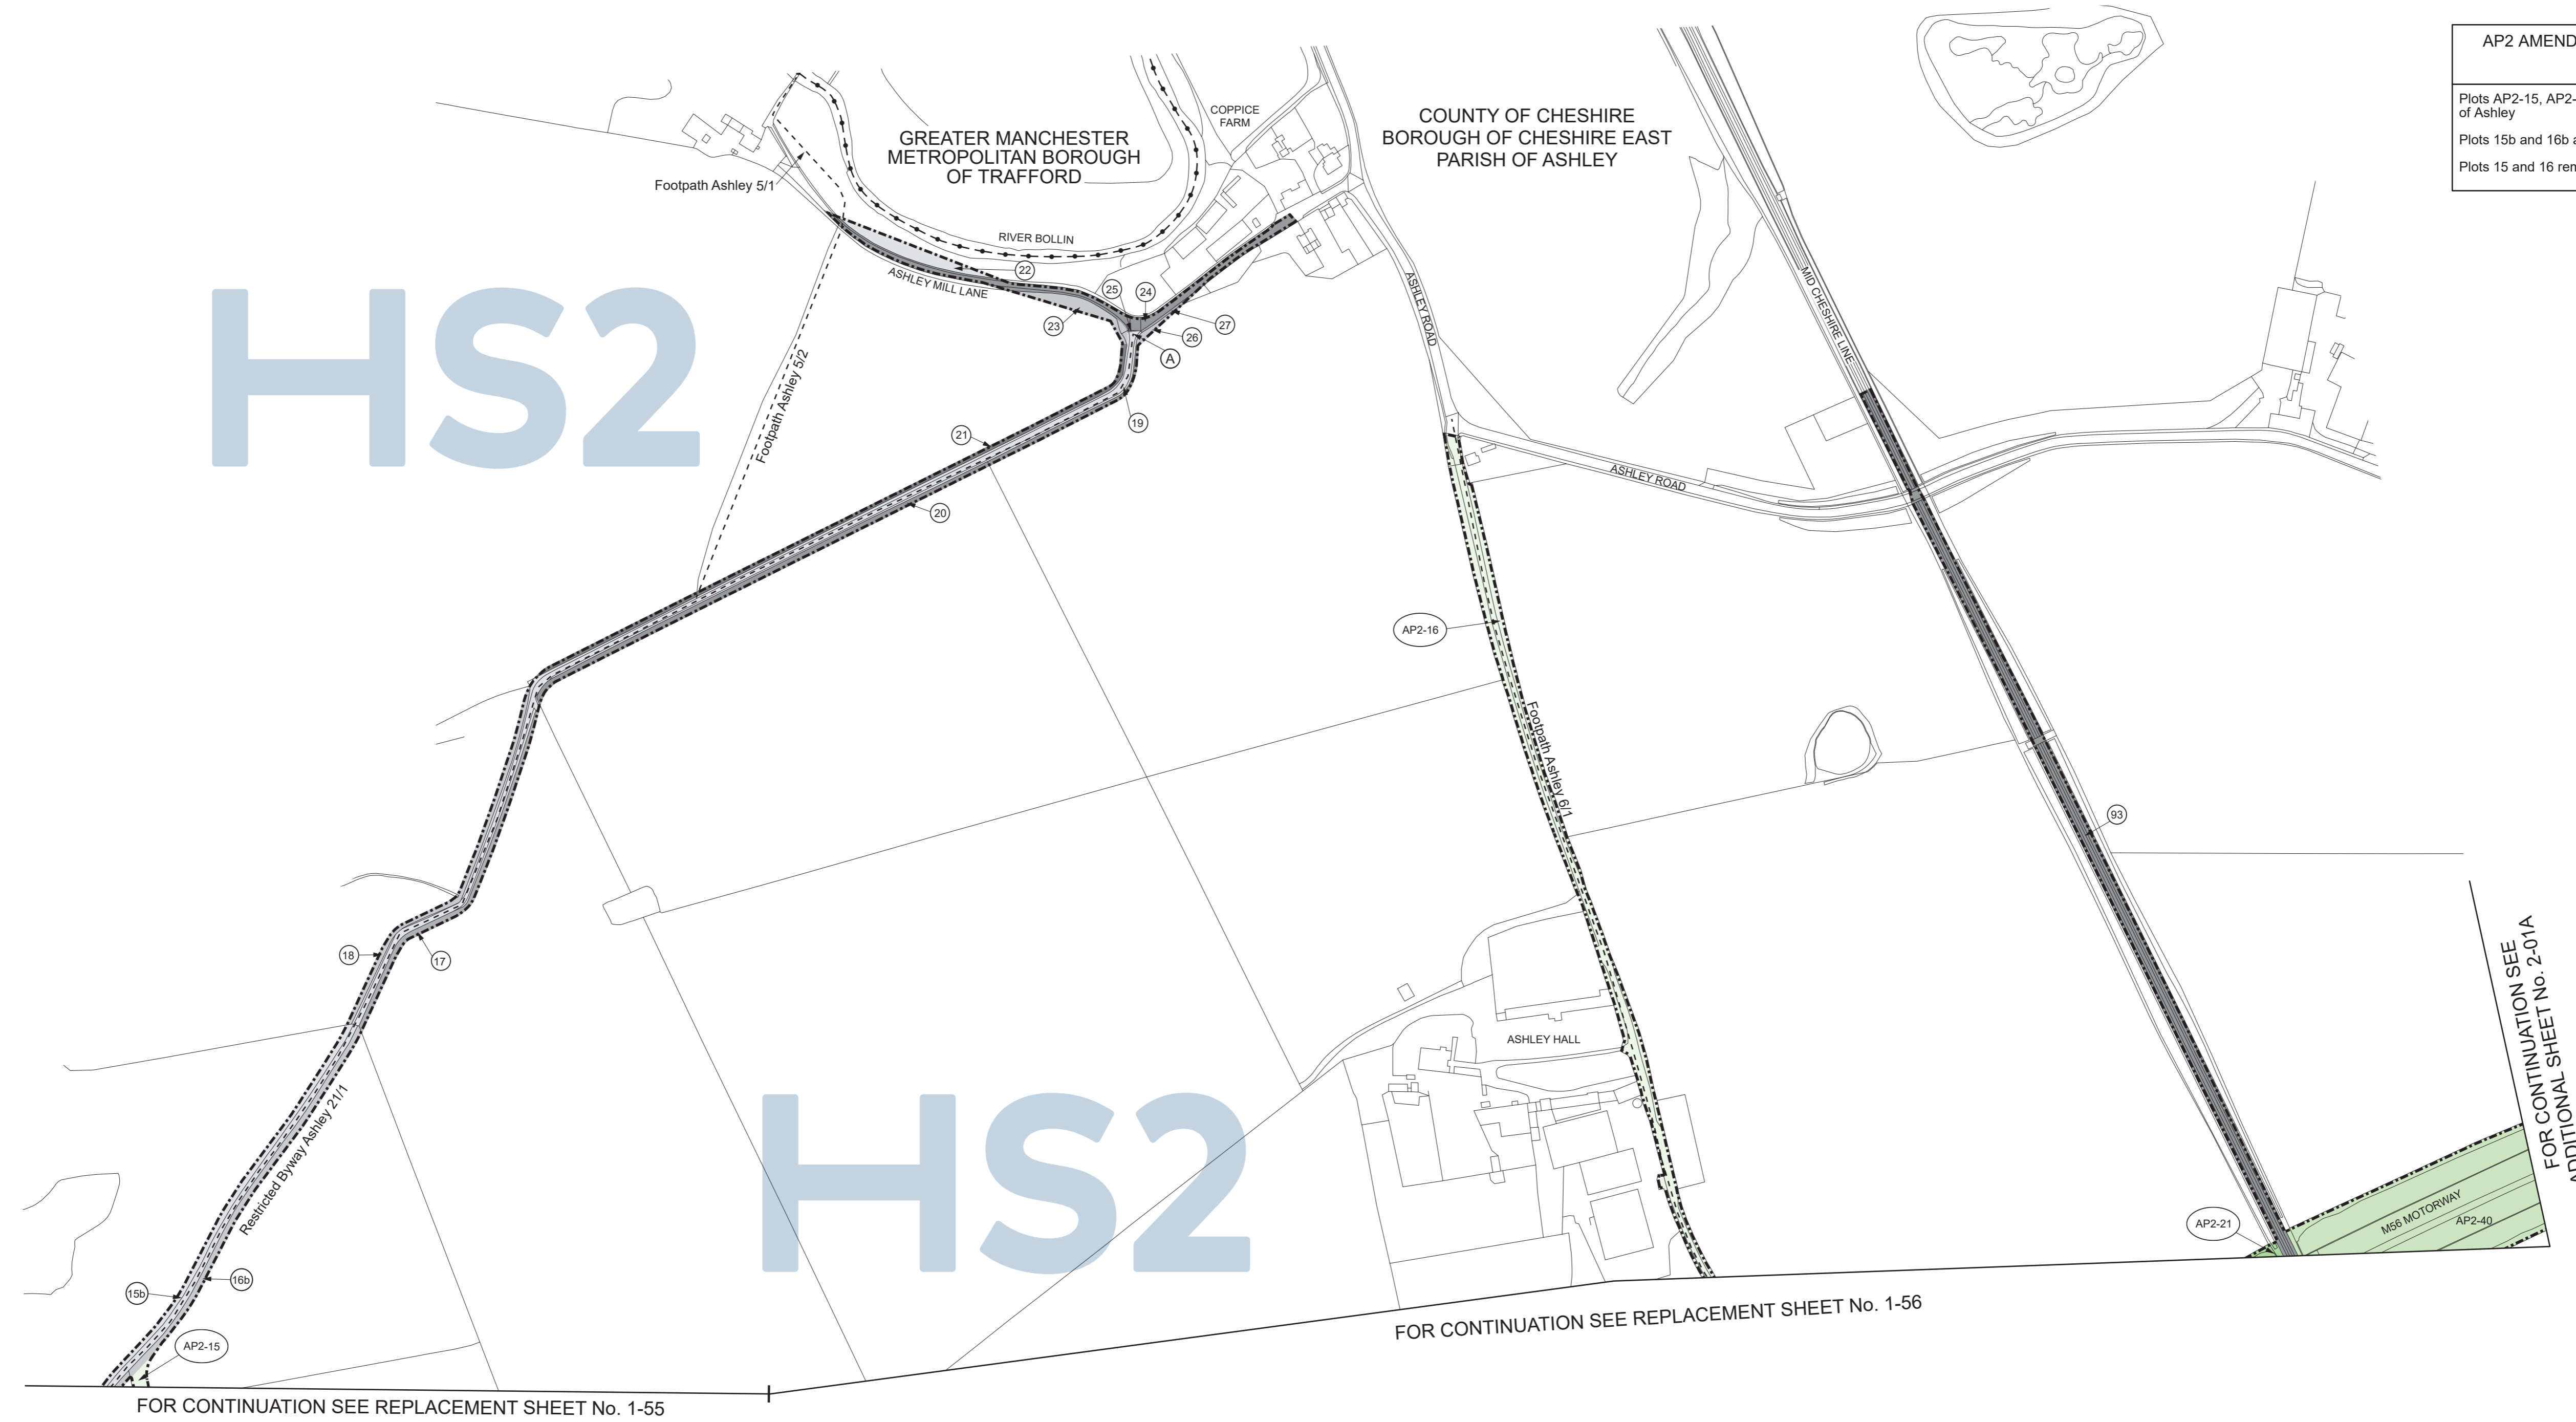 AP2 AMEND
Plots AP2-15, AP2-
of Ashley
Plots 15b and 16b a
Plots 15 and 16 rem
COPPICE
FARM
COUNTY OF CHESHIRE
BOROUGH OF CHESHIRE EAST
PARISH OF ASHLEY
GREATER MANCHESTER
METROPOLITAN BOROUGH
OF TRAFFORD
Footpath Ashley 5/1
RIVER BOLLIN
22
ASHLEY MILL LANE
25
24
23
26
27
A
ASHLEY ROAD
MID CHESHIRE LINE
HS2
Footpath Ashley 5/2
19
21
20
ASHLEY ROAD
AP2-16
Footpath Ashley 6/1
93
18
17
ASHLEY HALL
HS2
Restricted Byway Ashley 21/1
FOR CONTINUATION SEE
ADDITIONAL SHEET No. 2-01A
M56 MOTORWAY
AP2-40
AP2-21
16b
15b
AP2-15
FOR CONTINUATION SEE REPLACEMENT SHEET No. 1-56
FOR CONTINUATION SEE REPLACEMENT SHEET No. 1-55